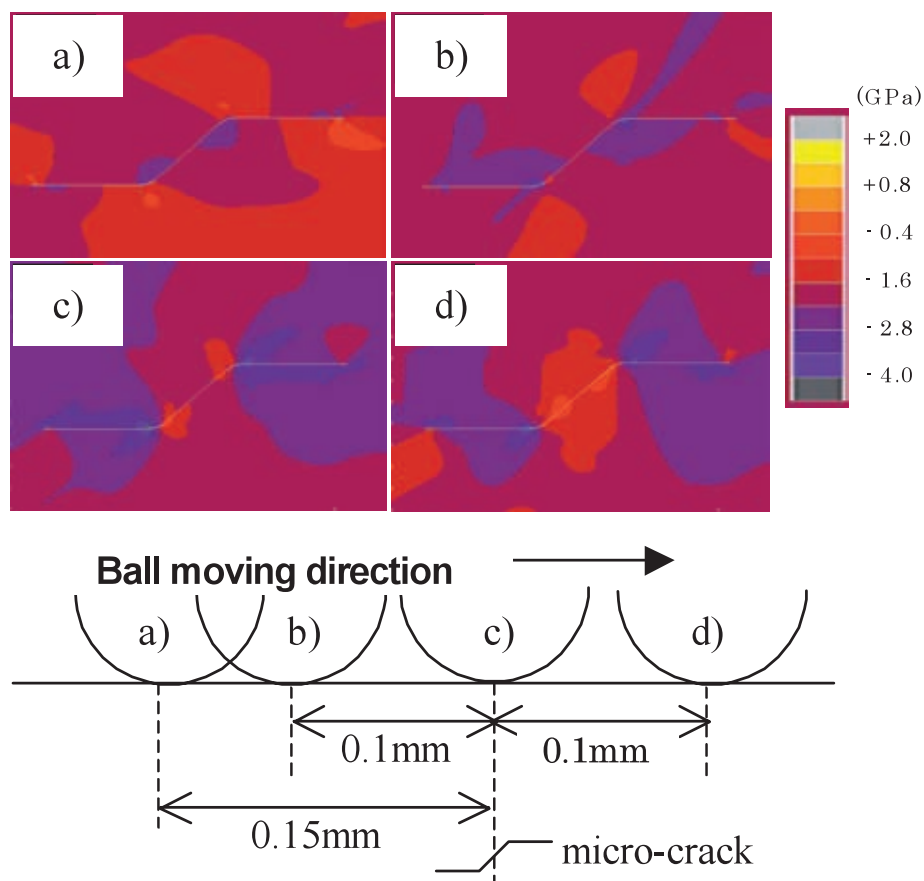 a)
b)
(GPa)
+2.0
+0.8
- 0.4
- 1.6
- 2.8
- 4.0
c)
d)
Ball moving direction
a)
b)
c)
d)
0.1mm
0.1mm
0.15mm
micro-crack